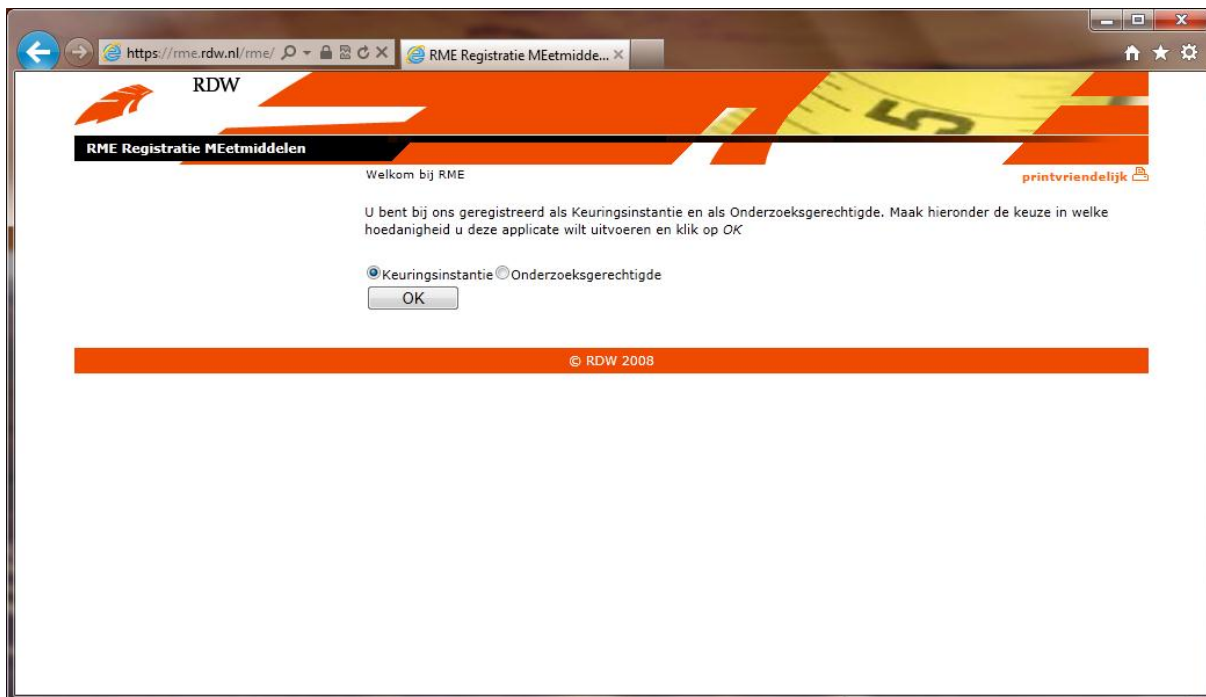 https://rme.rdw.nl/rme/
RME Registratie MEetmidde...
RDW
5
RME Registratie MEetmiddelen
Welkom bij RME
printvriendelijk
U bent bij ons geregistreerd als Keuringsinstantie en als Onderzoeksgerechtigde. Maak hieronder de keuze in welke
hoedanigheid u deze applicate wilt uitvoeren en klik op OK
Keuringsinstantie Onderzoeksgerechtigde
OK
© RDW 2008